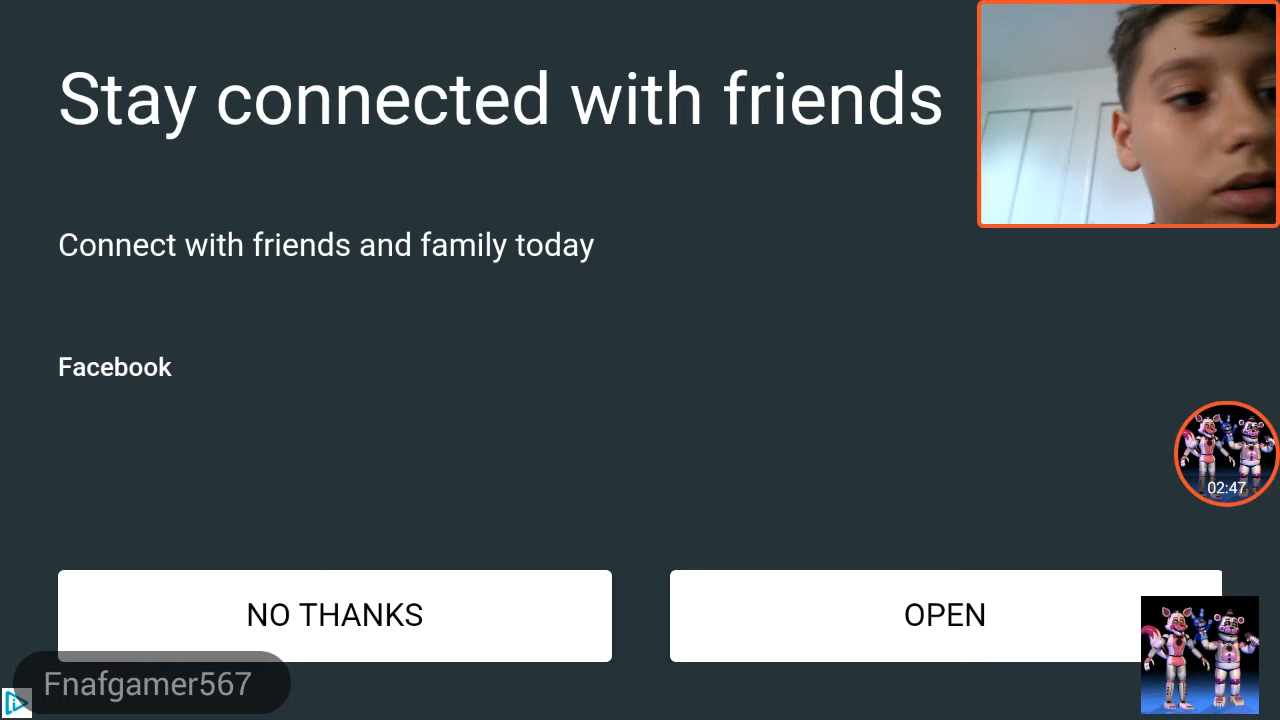 Stay connected with friends
Connect with friends and family today
Facebook
02:47
NO THANKS
OPEN
Fnafgamer567